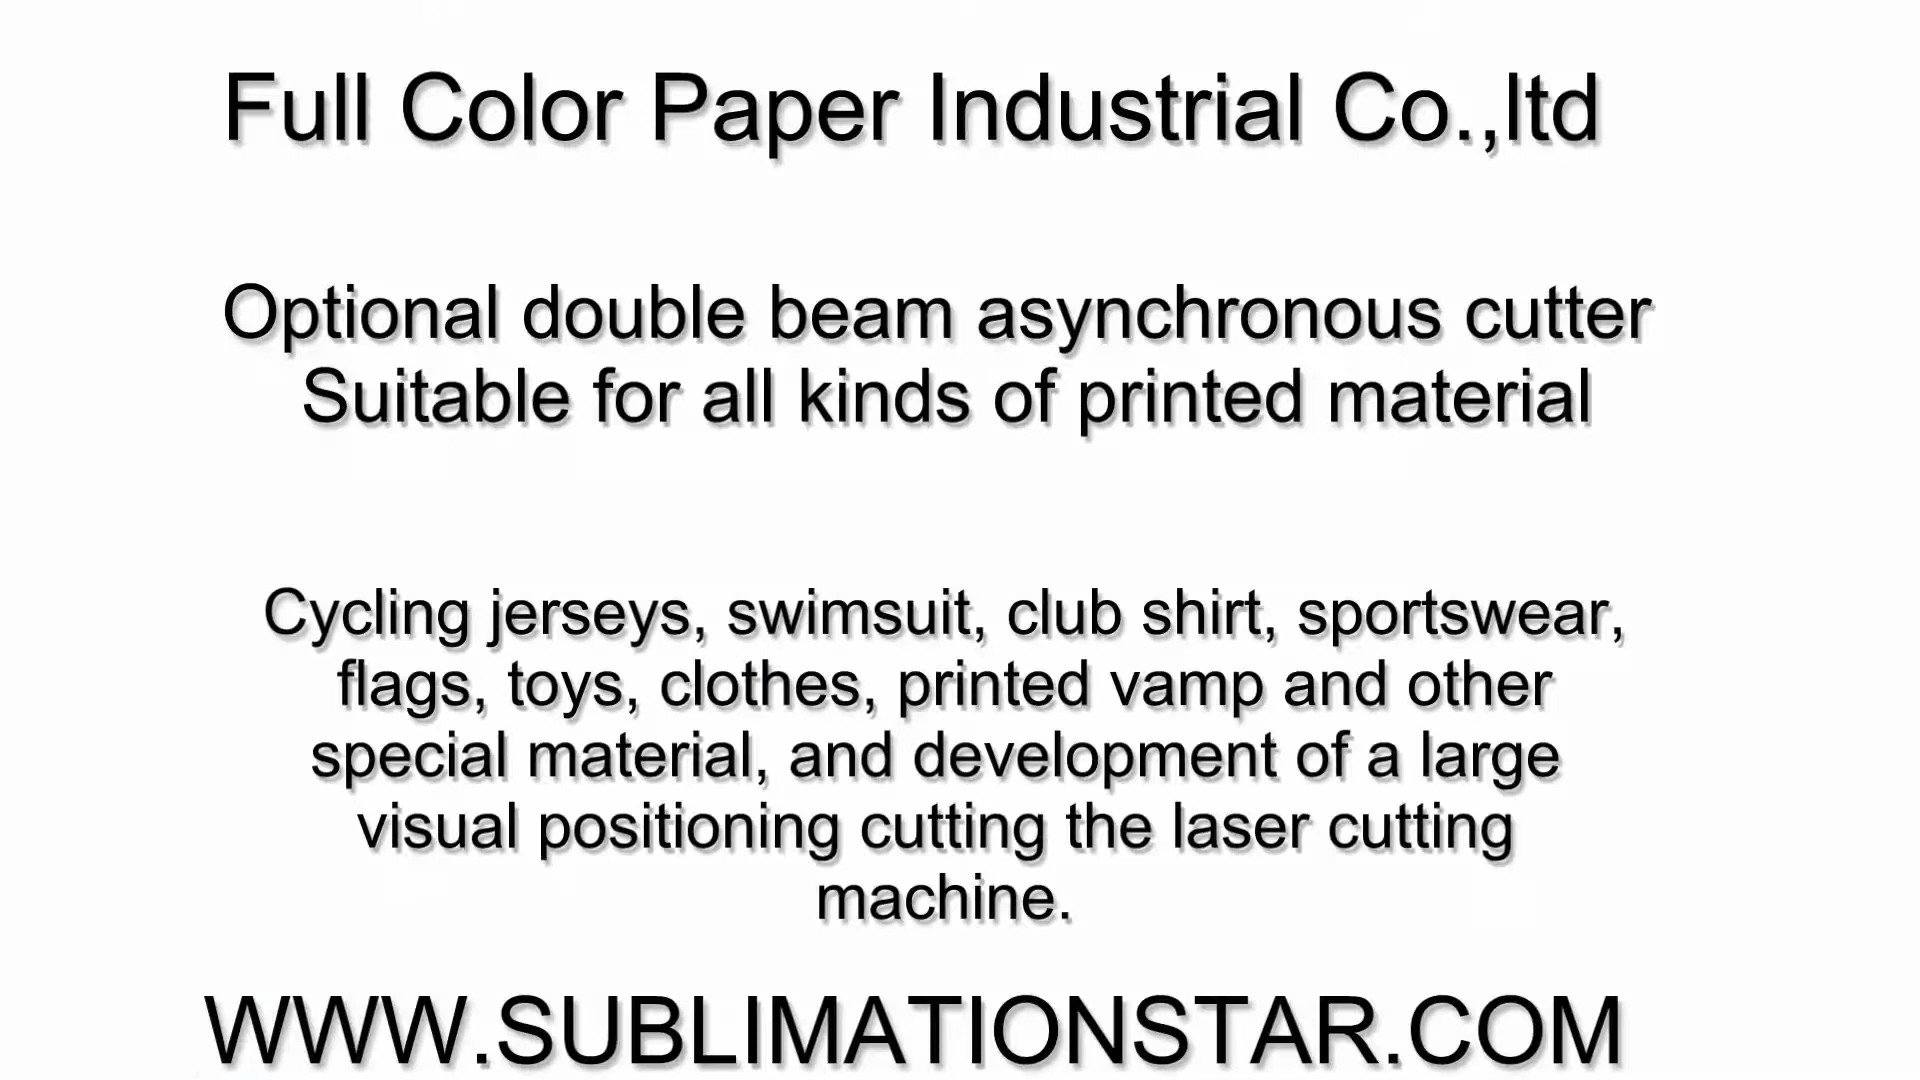 Full Color Paper Industrial Co.,ltd
Optional double beam asynchronous cutter
Suitable for all kinds of printed material
Cycling jerseys, swimsuit, club shirt, sportswear,
flags, toys, clothes, printed vamp and other
special material, and development of a large
visual positioning cutting the laser cutting
machine.
WWW.SUBLIMATIONSTAR.COM